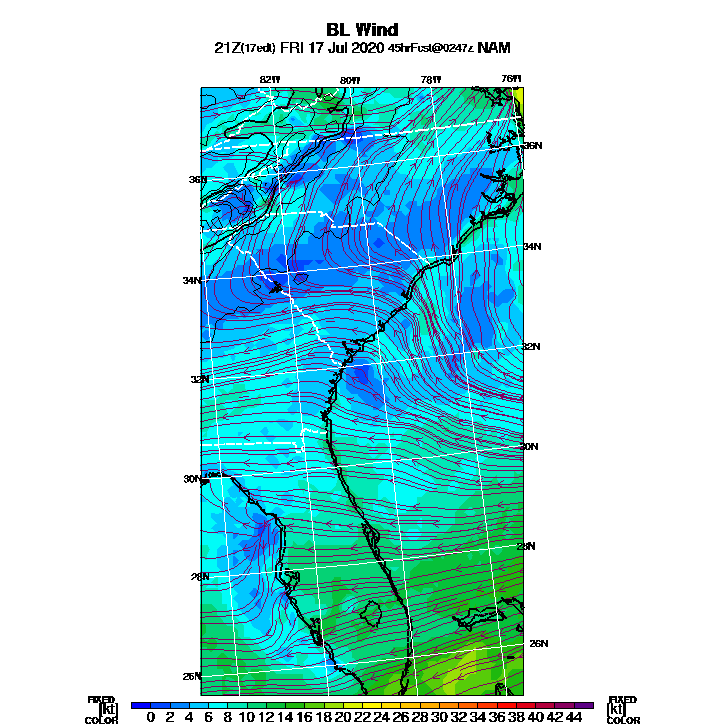 BL Wind
21Z(17edt) FRI 17 Jul 2020 45hrFcst@0247z NAM
82W 80W 78W 76W
36N 36N
34N 34N
32N 32N
30N 30N
28N 28N
26N 26N
FIXED FIXED
[kt] 0 2 4 6 8 10 12 14 16 18 20 22 24 26 28 30 32 34 36 38 40 42 44 [kt]
COLOR COLOR